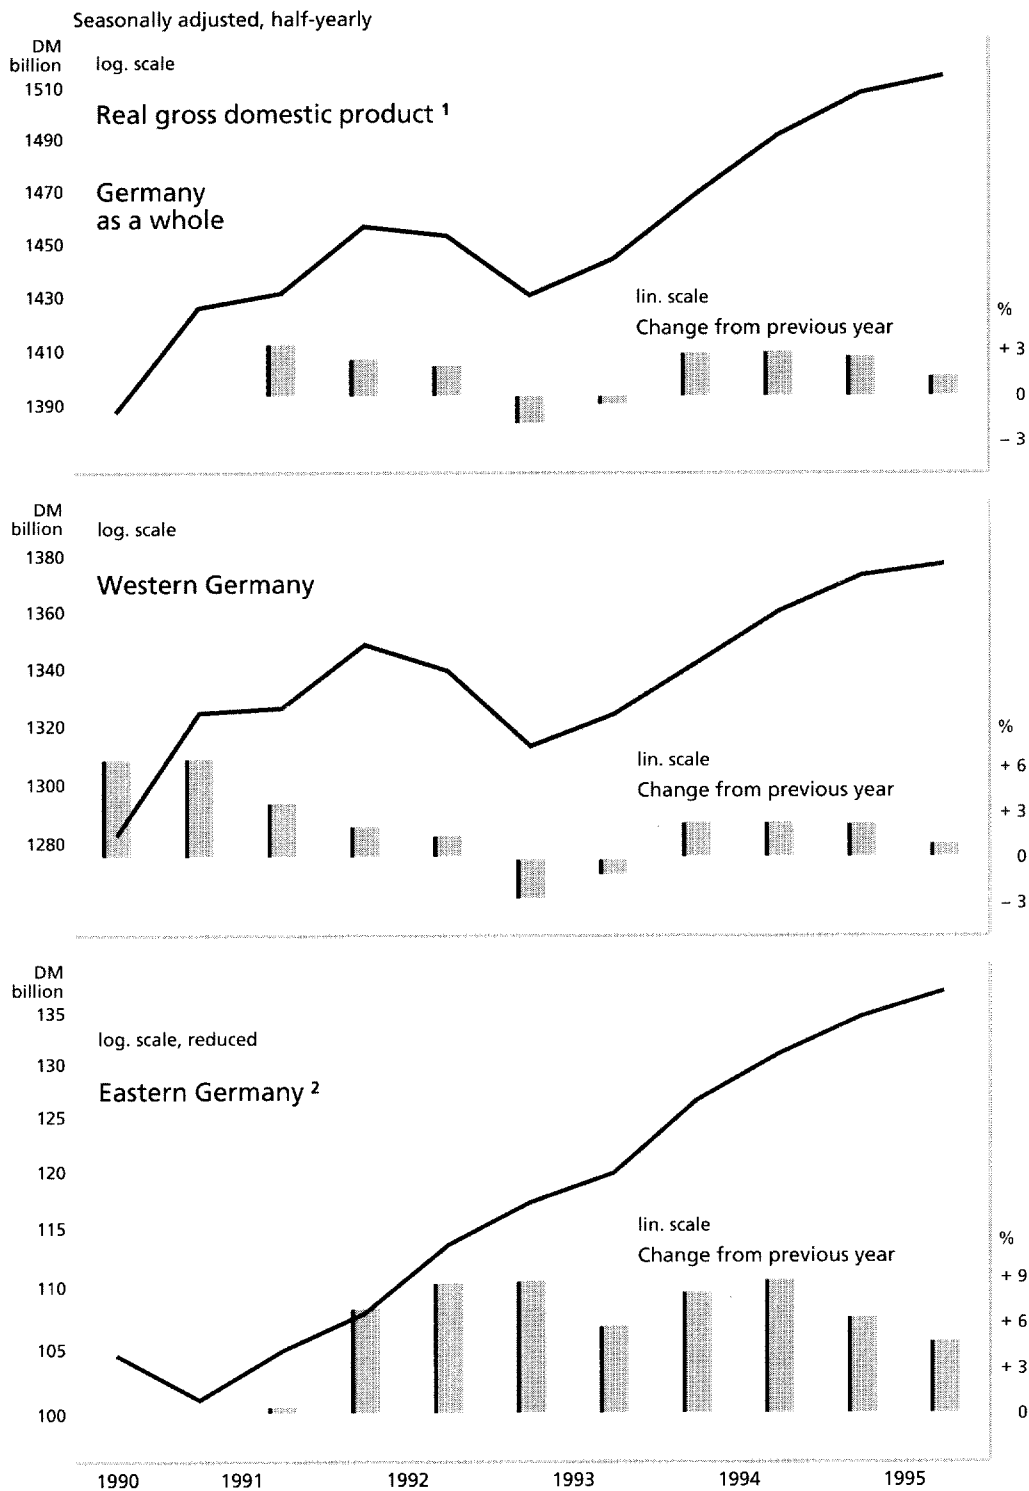 Seasonally adjusted, half-yearly
DM
billion
log. scale
1510
Real gross domestic product 1
1490
1470
Germany
as a whole
1450
1430
lin. scale
%
Change from previous year
1410
+ 3
1390
0
– 3
DM
billion
log. scale
1380
Western Germany
1360
1340
1320
%
lin. scale
+ 6
1300
Change from previous year
+ 3
1280
0
– 3
DM
billion
135
log. scale, reduced
130
Eastern Germany 2
125
120
115
lin. scale
%
Change from previous year
110
+ 9
+ 6
105
+ 3
100
0
1990 1991 1992 1993 1994 1995